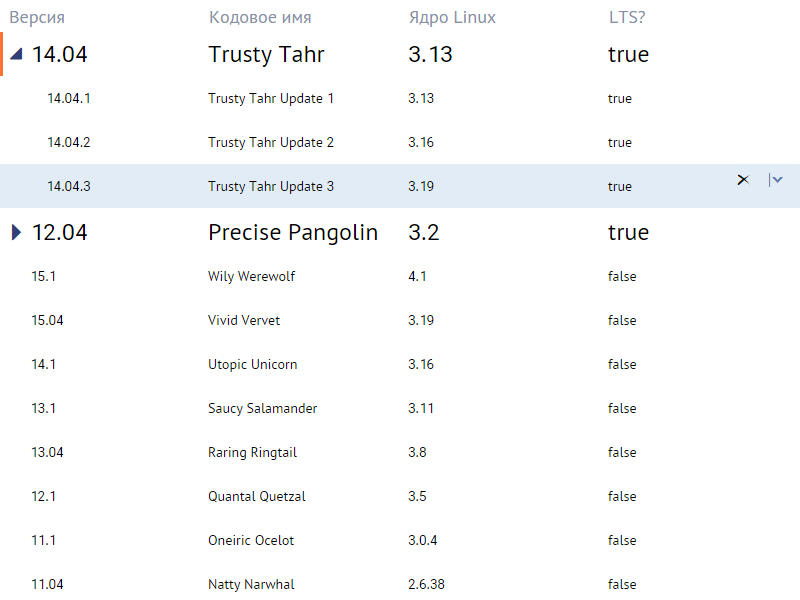 Версия Кодовое имя Ядро Linux LTS?
14.04 Trusty Tahr 3.13 true
14.04.1 Trusty Tahr Update 1 3.13 true
14.04.2 Trusty Tahr Update 2 3.16 true
14.04.3 Trusty Tahr Update 3 3.19 true
12.04 Precise Pangolin 3.2 true
15.1 Wily Werewolf 4.1 false
15.04 Vivid Vervet 3.19 false
14.1 Utopic Unicorn 3.16 false
13.1 Saucy Salamander 3.11 false
13.04 Raring Ringtail 3.8 false
12.1 Quantal Quetzal 3.5 false
11.1 Oneiric Ocelot 3.0.4 false
11.04 Natty Narwhal 2.6.38 false